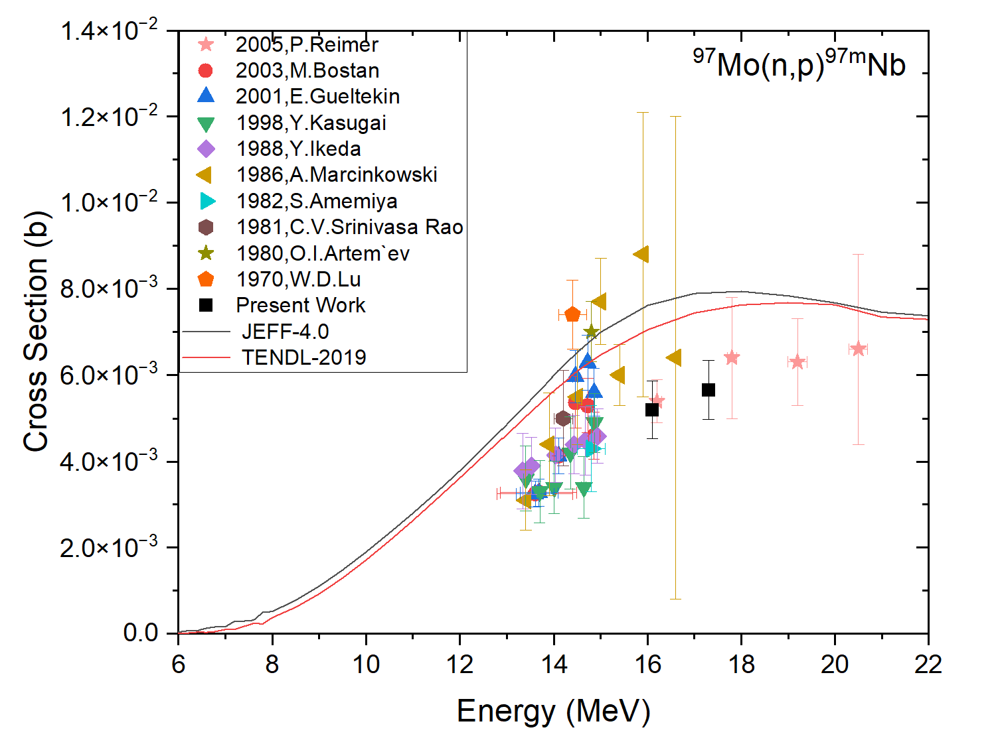 1.4×10⁻²
1.2×10⁻²
1.0×10⁻²
8.0×10⁻³
6.0×10⁻³
4.0×10⁻³
2.0×10⁻³
0.0
Cross Section (b)
2005,P.Reimer
2003,M.Bostan
2001,E.Gueltekin
1998,Y.Kasugai
1988,Y.Ikeda
1986,A.Marcinkowski
1982,S.Amemiya
1981,C.V.Srinivasa Rao
1980,O.I.Artem`ev
1970,W.D.Lu
Present Work
JEFF-4.0
TENDL-2019
⁹⁷Mo(n,p)⁹⁷ᵐNb
6 8 10 12 14 16 18 20 22
Energy (MeV)